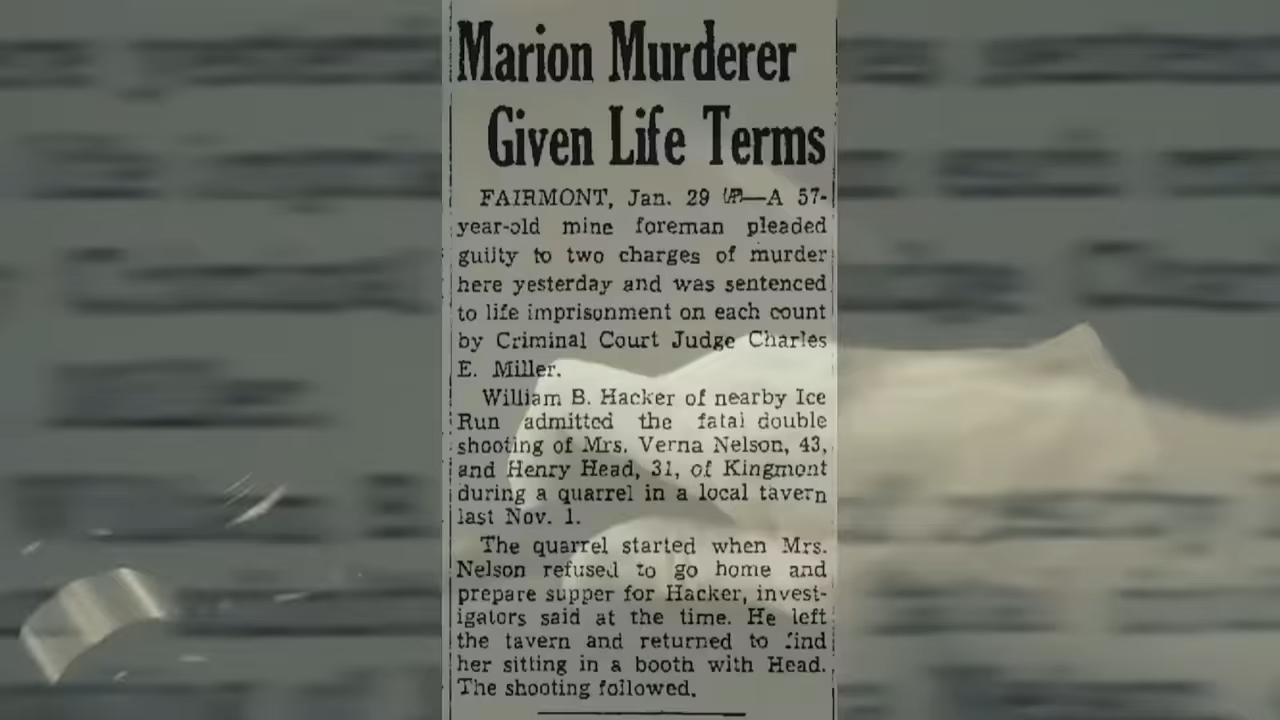 Marion Murderer
Given Life Terms
FAIRMONT, Jan. 29 (AP)—A 57-
year-old mine foreman pleaded
guilty to two charges of murder
here yesterday and was sentenced
to life imprisonment on each count
by Criminal Court Judge Charles
E. Miller.
William B. Hacker of nearby Ice
Run admitted the fatal double
shooting of Mrs. Verna Nelson, 43,
and Henry Head, 31, of Kingmont
during a quarrel in a local tavern
last Nov. 1.
The quarrel started when Mrs.
Nelson refused to go home and
prepare supper for Hacker, invest-
igators said at the time. He left
the tavern and returned to find
her sitting in a booth with Head.
The shooting followed.